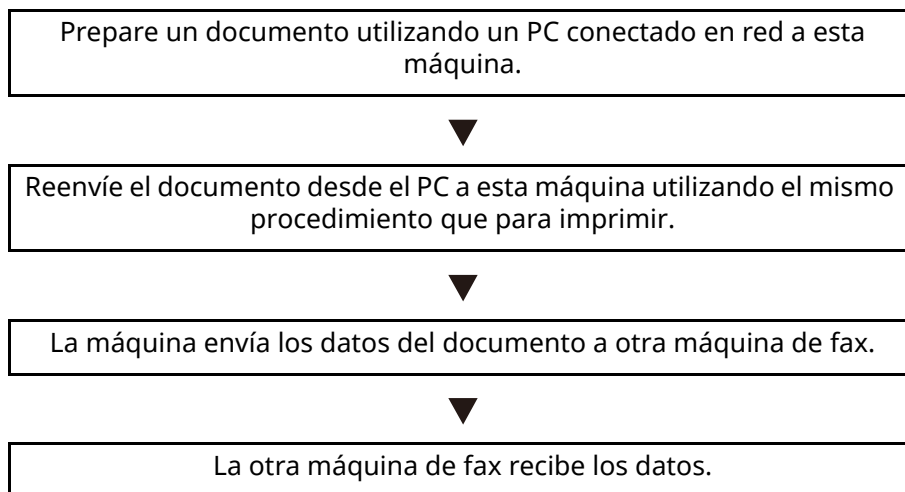 Prepare un documento utilizando un PC conectado en red a esta
máquina.
Reenvíe el documento desde el PC a esta máquina utilizando el mismo
procedimiento que para imprimir.
La máquina envía los datos del documento a otra máquina de fax.
La otra máquina de fax recibe los datos.